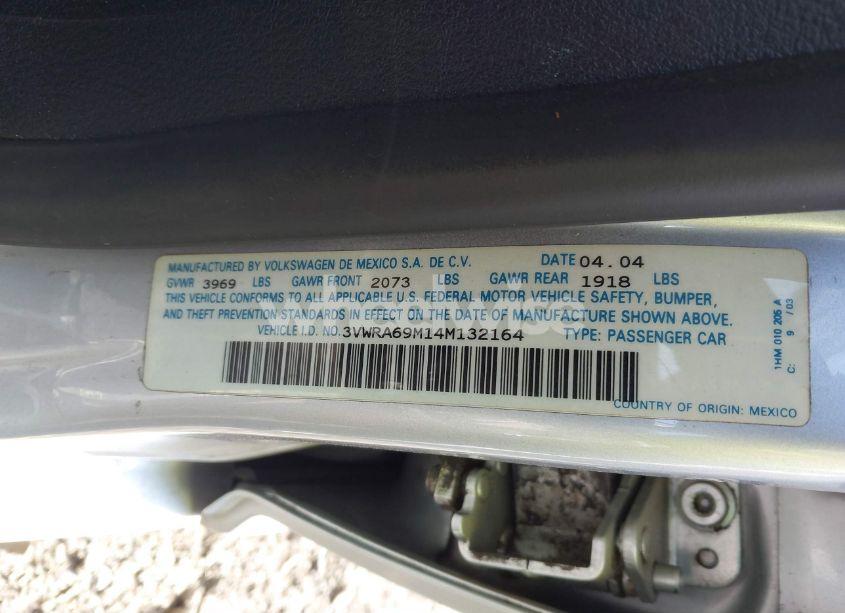 MANUFACTURED BY VOLKSWAGEN DE MEXICO S.A. DE C.V. DATE 04.04
GVWR 3969 LBS GAWR FRONT 2073 LBS GAWR REAR 1918 LBS
THIS VEHICLE CONFORMS TO ALL APPLICABLE U.S. FEDERAL MOTOR VEHICLE SAFETY, BUMPER,
AND THEFT PREVENTION STANDARDS IN EFFECT ON THE DATE OF MANUFACTURE SHOWN ABOVE.
VEHICLE I.D. NO. 3VWRA69M14M132164 TYPE: PASSENGER CAR
COUNTRY OF ORIGIN: MEXICO
1HM 010 205 A
C: 9 / 03